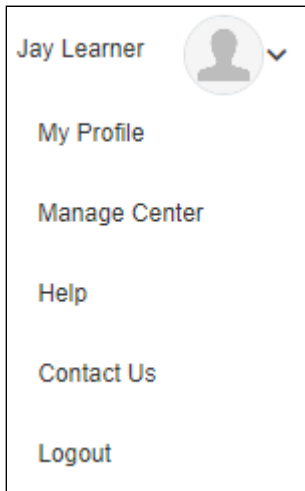 Jay Learner
My Profile
Manage Center
Help
Contact Us
Logout